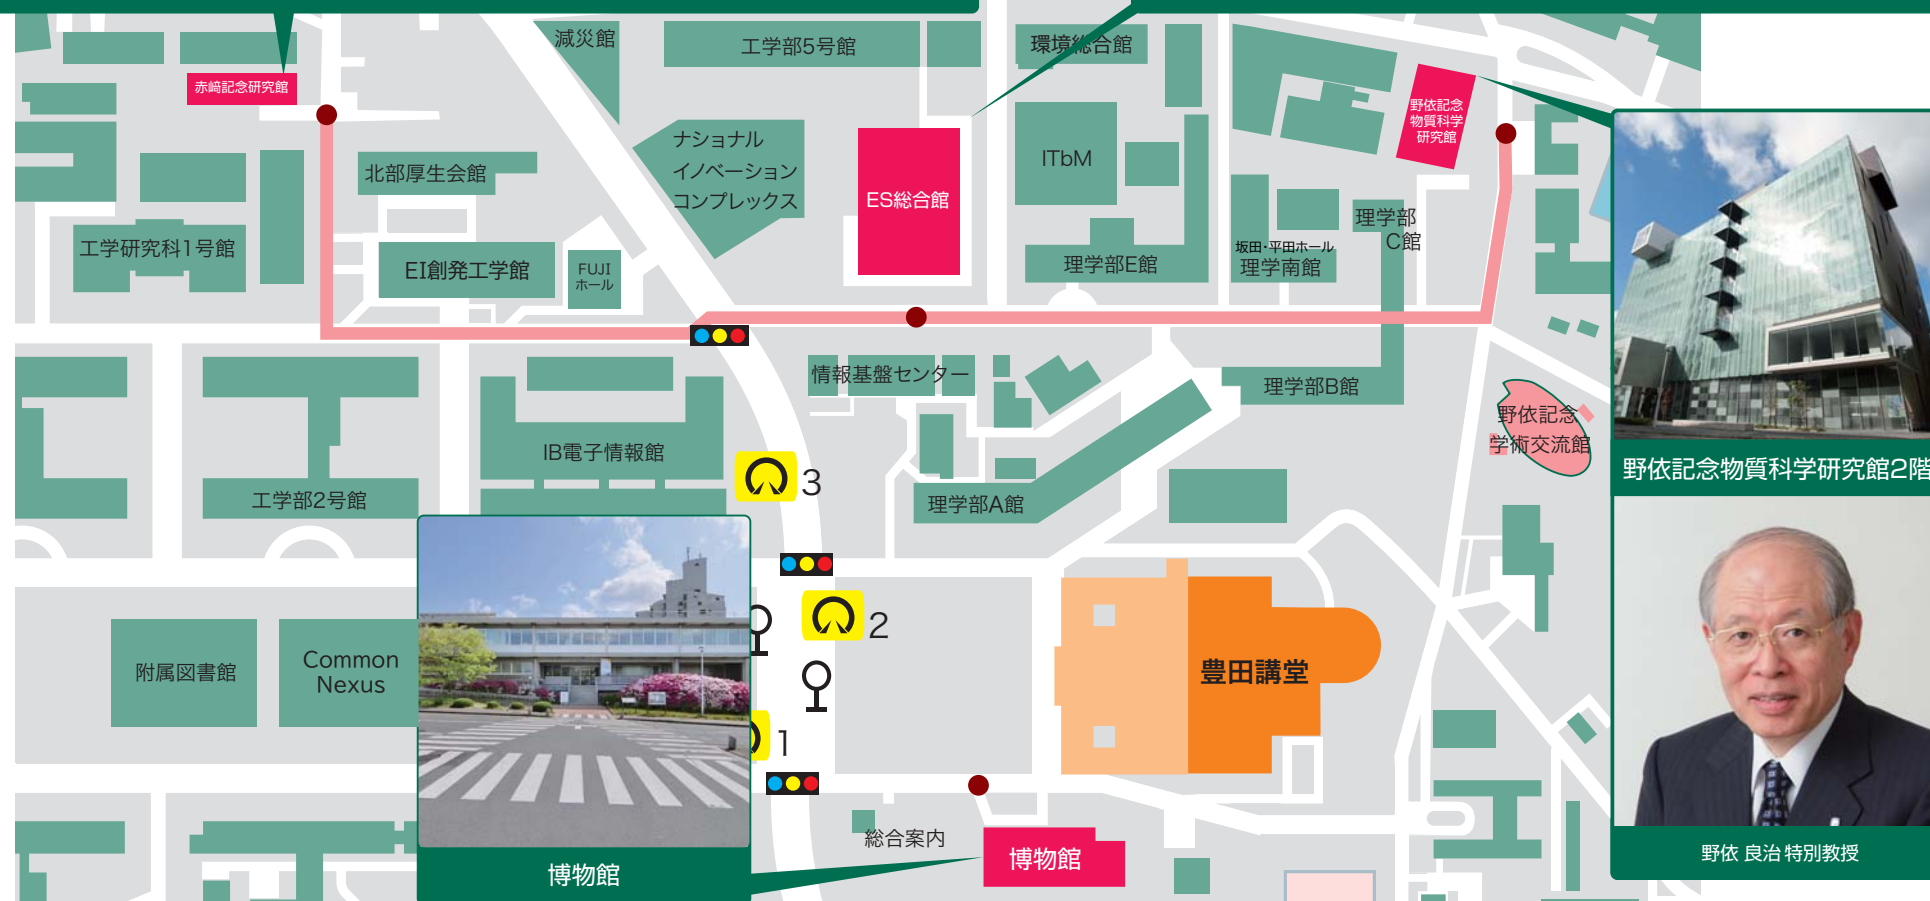 減災館
工学部5号館
環境総合館
赤﨑記念研究館
野依記念
物質科学
研究館
ナショナル
イノベーション
コンプレックス
ITbM
北部厚生会館
ES総合館
理学部
C館
工学研究科1号館
EI創発工学館
FUJI
ホール
理学部E館
坂田・平田ホール
理学南館
情報基盤センター
理学部B館
野依記念
学術交流館
IB電子情報館
3
工学部2号館
理学部A館
野依記念物質科学研究館2階
2
附属図書館
Common
Nexus
豊田講堂
1
総合案内
博物館
博物館
野依 良治 特別教授